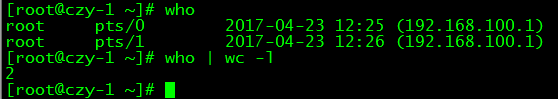 [root@czy-1 ~]# who
root     pts/0        2017-04-23 12:25 (192.168.100.1)
root     pts/1        2017-04-23 12:26 (192.168.100.1)
[root@czy-1 ~]# who | wc -l
2
[root@czy-1 ~]#